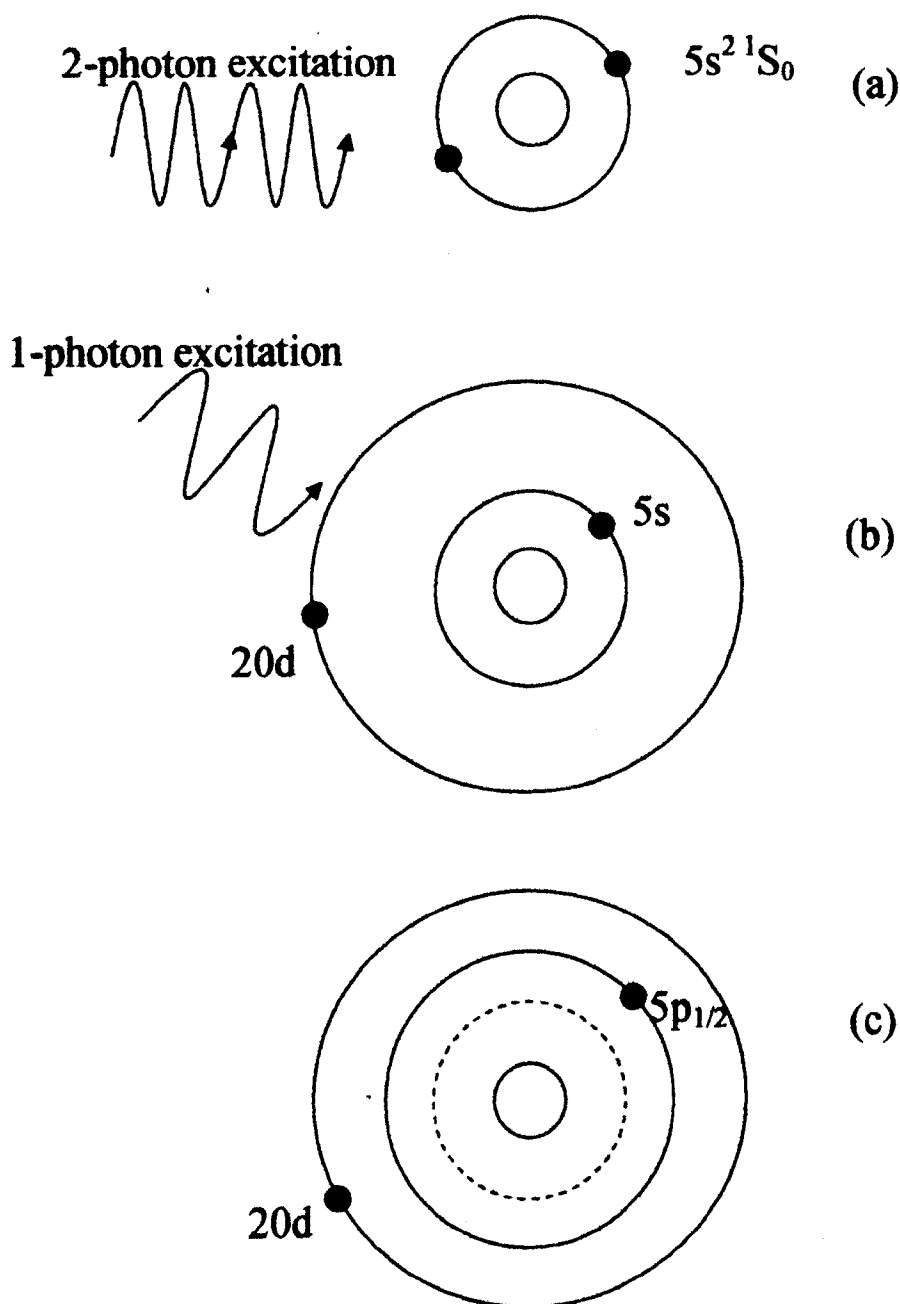 2-photon excitation
5s² ¹S₀
(a)
1-photon excitation
5s
(b)
20d
5p₁/₂
(c)
20d